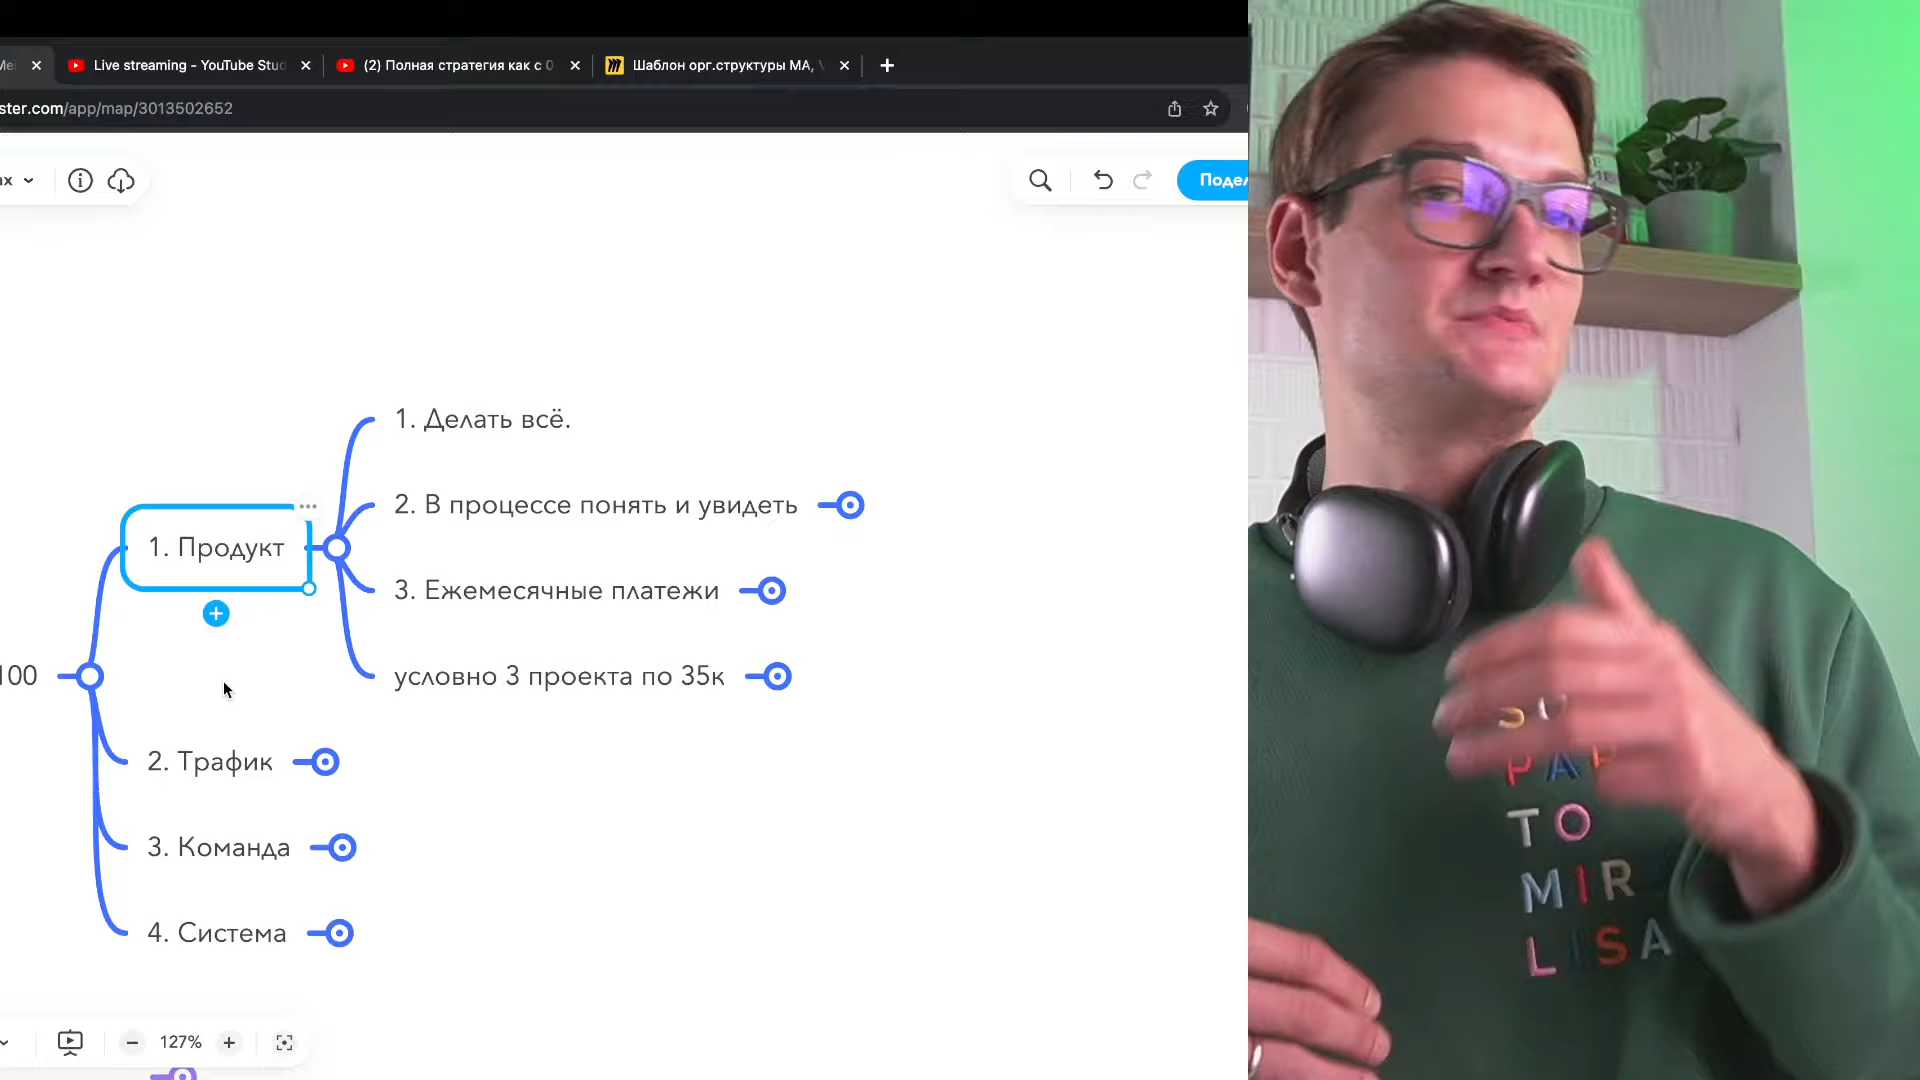 Live streaming - YouTube Stud
(2) Полная стратегия как с 0
Шаблон орг.структуры МА,
ster.com/app/map/3013502652
Подел
1. Делать всё.
2. В процессе понять и увидеть
1. Продукт
3. Ежемесячные платежи
100
условно 3 проекта по 35к
2. Трафик
3. Команда
4. Система
127%
TO
MIR
LISA